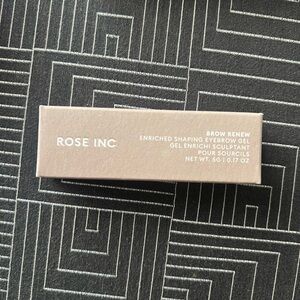 ROSE INC
BROW RENEW
ENRICHED SHAPING EYEBROW GEL
GEL ENRICHI SCULPTANT
POUR SOURCILS
NET WT. 5G | 0.17 OZ